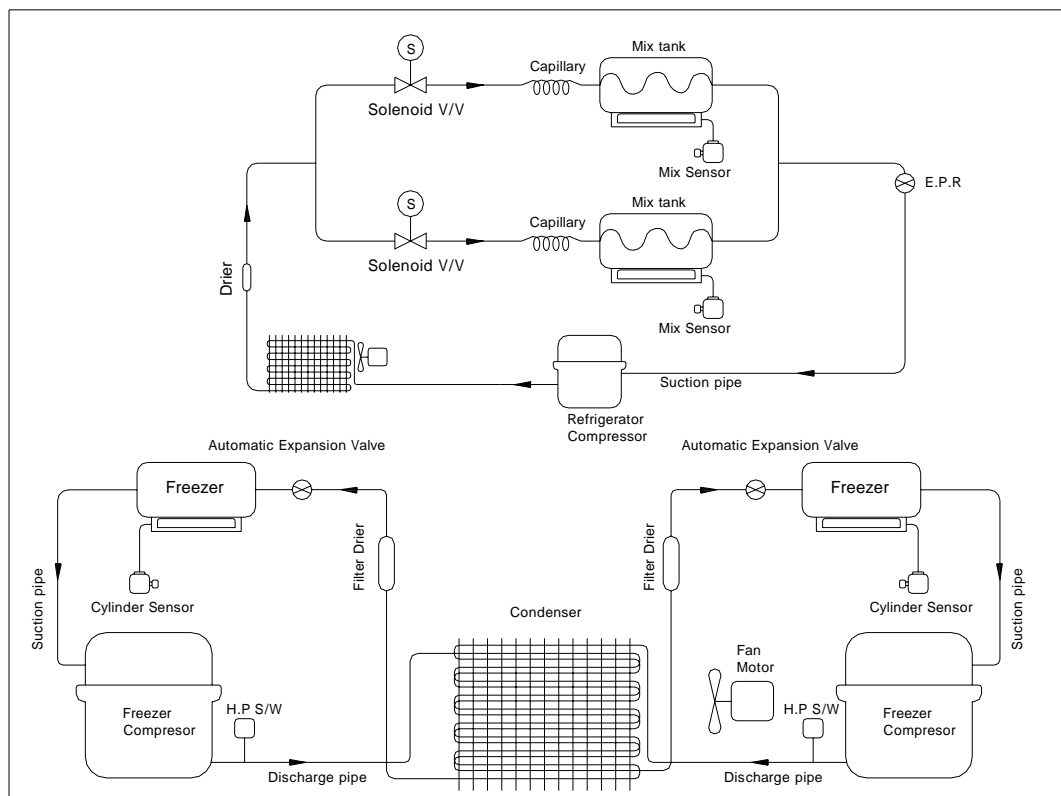 S
Solenoid V/V
Capillary
Mix tank
Mix Sensor
E.P.R
S
Solenoid V/V
Capillary
Mix tank
Mix Sensor
Drier
Suction pipe
Refrigerator
Compressor
Automatic Expansion Valve
Freezer
Cylinder Sensor
Suction pipe
Filter Drier
Freezer
Compresor
H.P S/W
Discharge pipe
Condenser
Automatic Expansion Valve
Freezer
Filter Drier
Cylinder Sensor
Suction pipe
Fan
Motor
H.P S/W
Freezer
Compresor
Discharge pipe